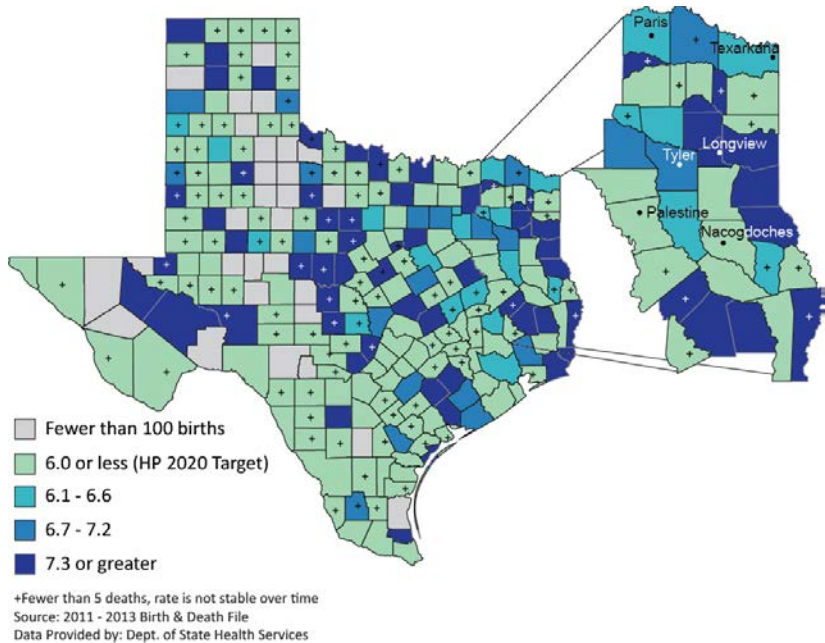 Paris
Texarkana
Longview
Tyler
Palestine
Nacogdoches
Fewer than 100 births
6.0 or less (HP 2020 Target)
6.1 - 6.6
6.7 - 7.2
7.3 or greater
+Fewer than 5 deaths, rate is not stable over time
Source: 2011 - 2013 Birth & Death File
Data Provided by: Dept. of State Health Services